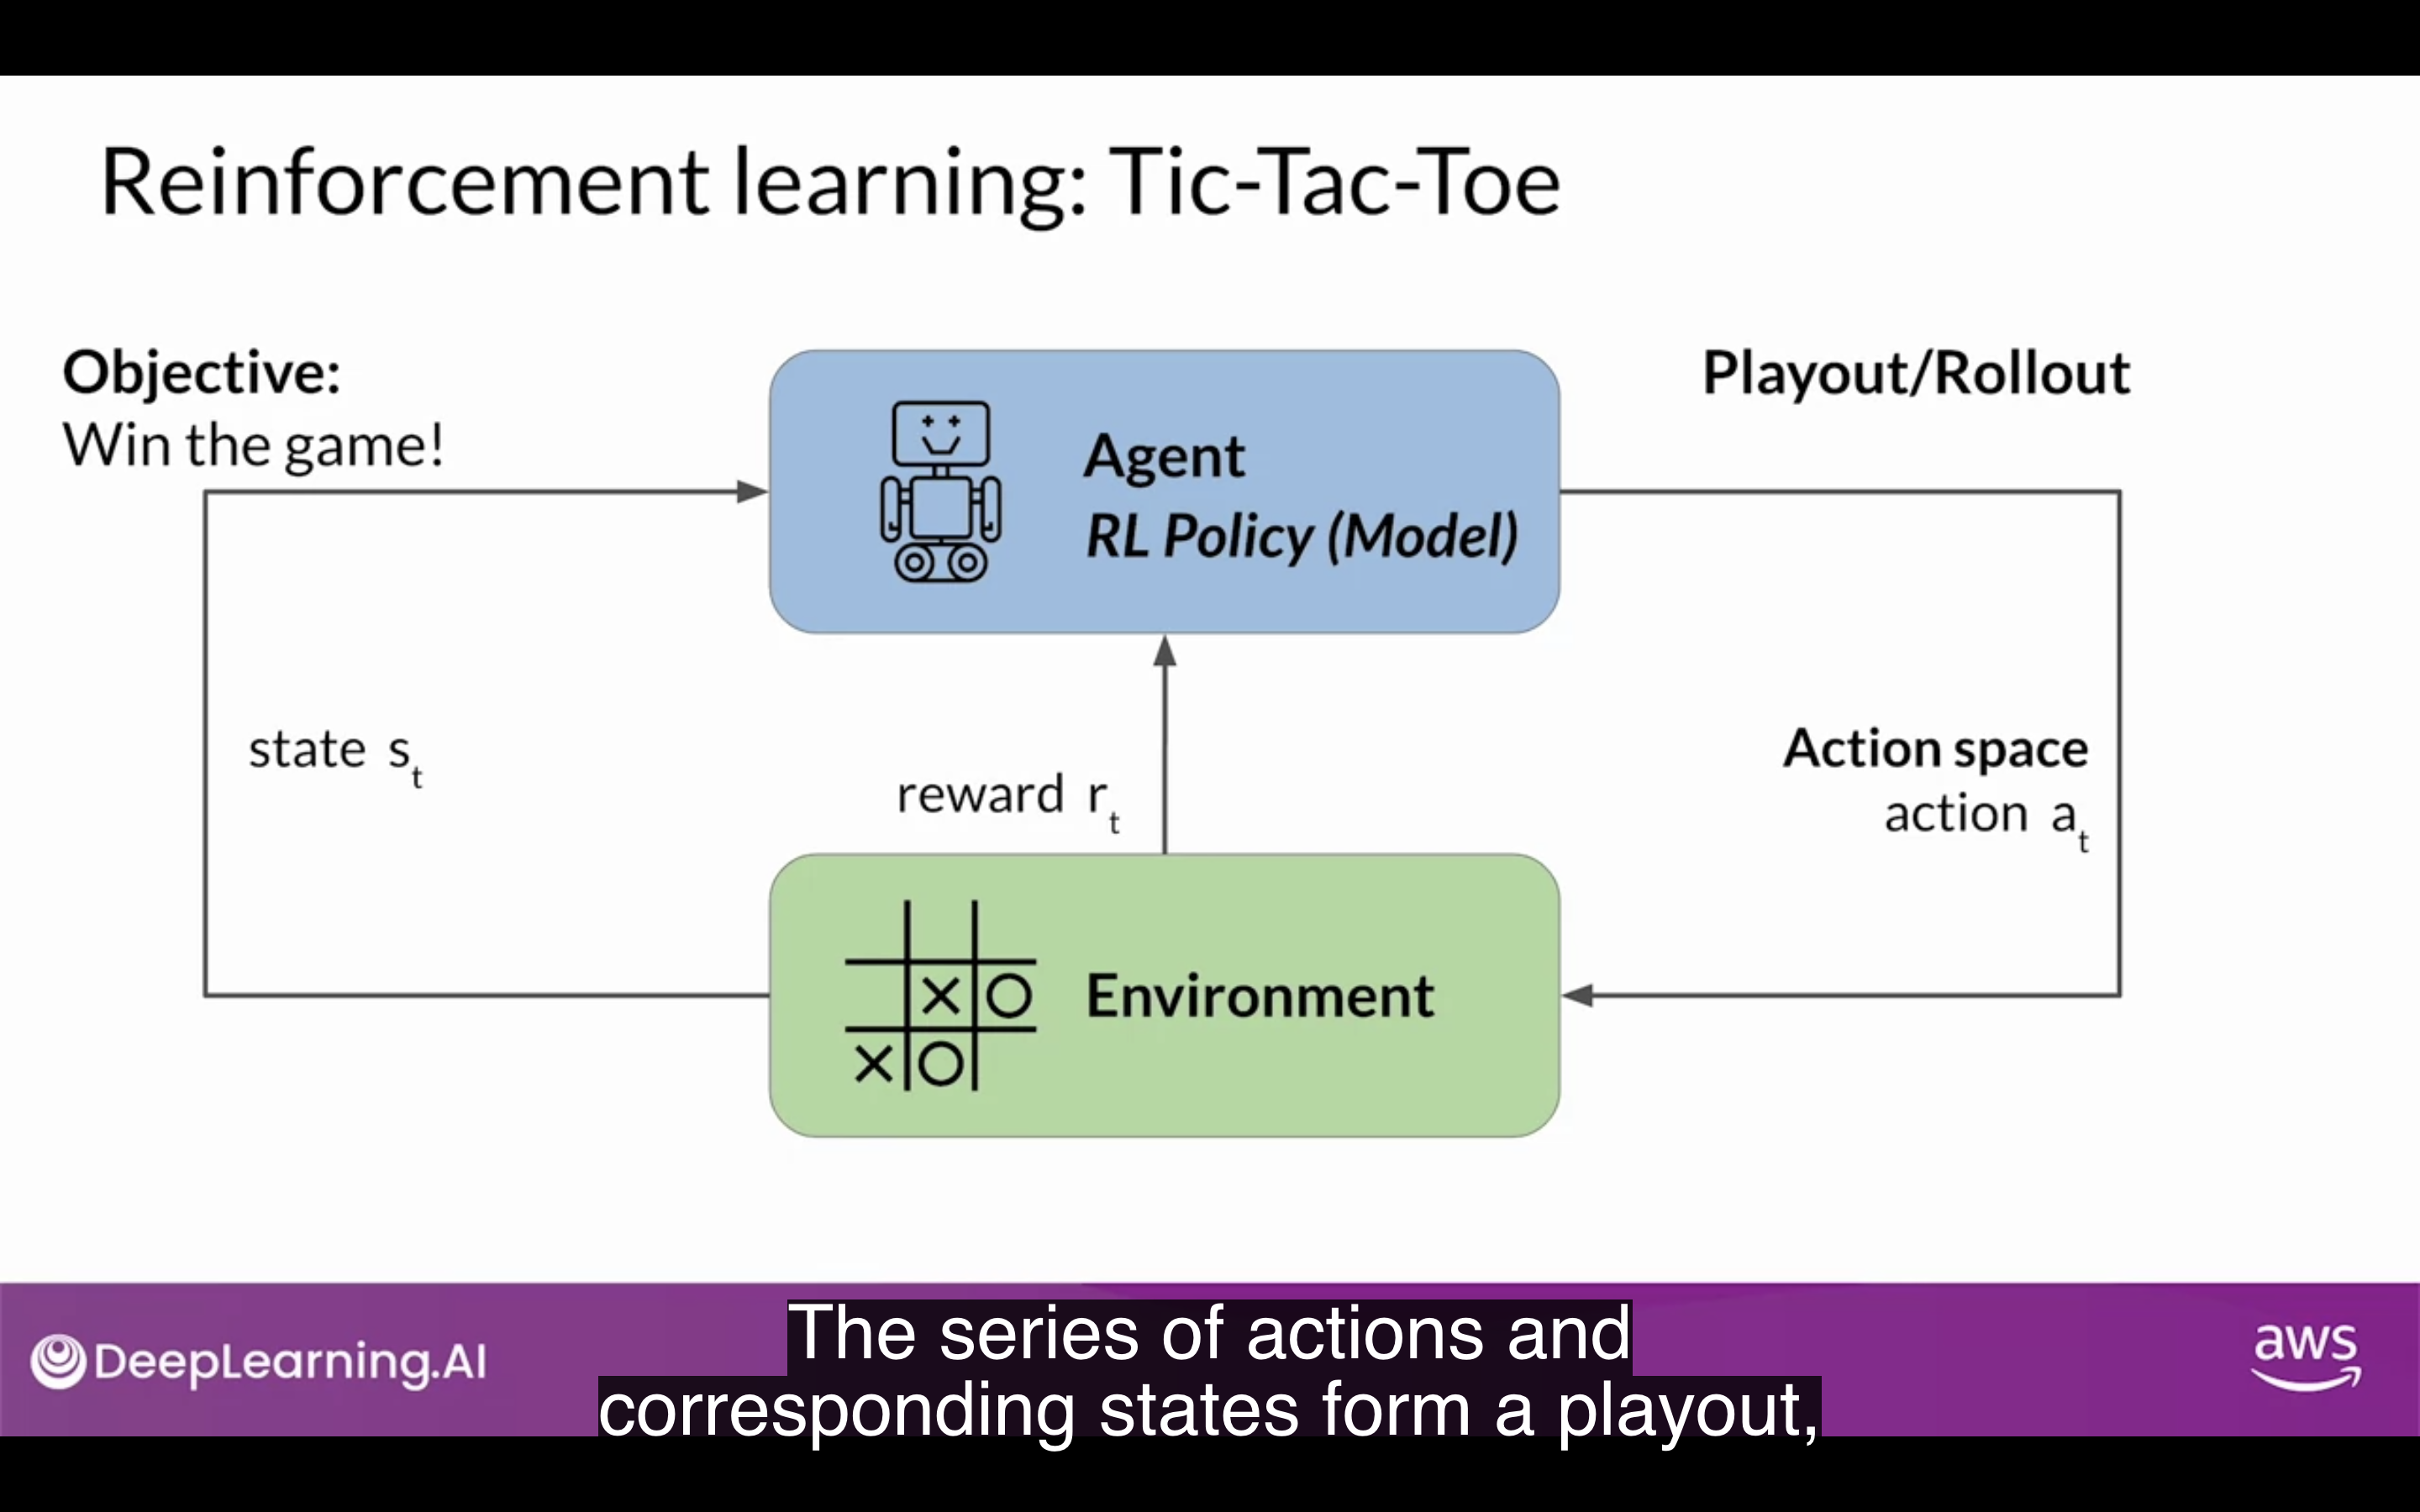 Reinforcement learning: Tic-Tac-Toe
Objective:
Win the game!
Agent
RL Policy (Model)
Playout/Rollout
state s_t
reward r_t
Action space
action a_t
Environment
DeepLearning.AI
The series of actions and
corresponding states form a playout,
aws